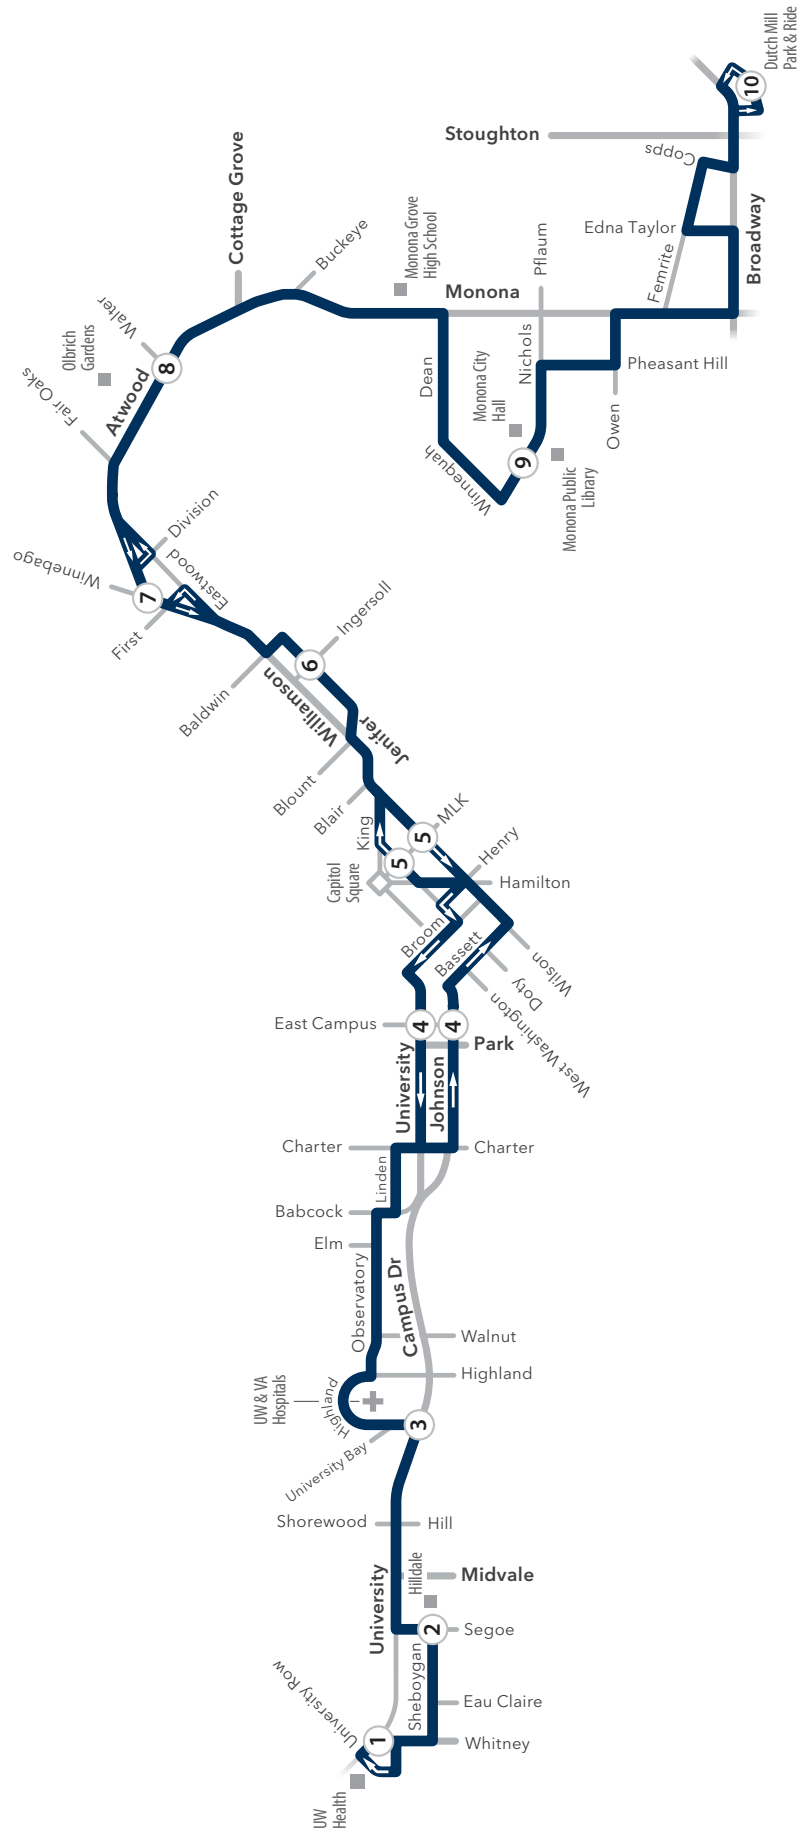 Dutch Mill
Park & Ride
10
Stoughton
Copps
Cottage Grove
Edna Taylor
Broadway
Buckeye
Monona Grove
High School
Pflaum
Femrite
Monona
Walter
Olbrich
Gardens
8
Fair Oaks
Atwood
Dean
Nichols
Pheasant Hill
Monona City
Hall
Owen
Winnequah
9
Monona Public
Library
Division
Winnebago
Eastwood
7
First
Ingersoll
6
Baldwin
Williamson
Jenifer
Blount
Blair
MLK
King
5
5
Henry
Capitol
Square
Hamilton
Broom
Bassett
Wilson
Doty
West Washington
East Campus
4
4
Park
University
Johnson
Charter
Charter
Linden
Babcock
Elm
Observatory
Campus Dr
Walnut
Highland
UW & VA
Hospitals
Highland
3
University Bay
Shorewood
Hill
Hilldale
Midvale
University
2
Segoe
University Row
Sheboygan
Eau Claire
1
Whitney
UW
Health